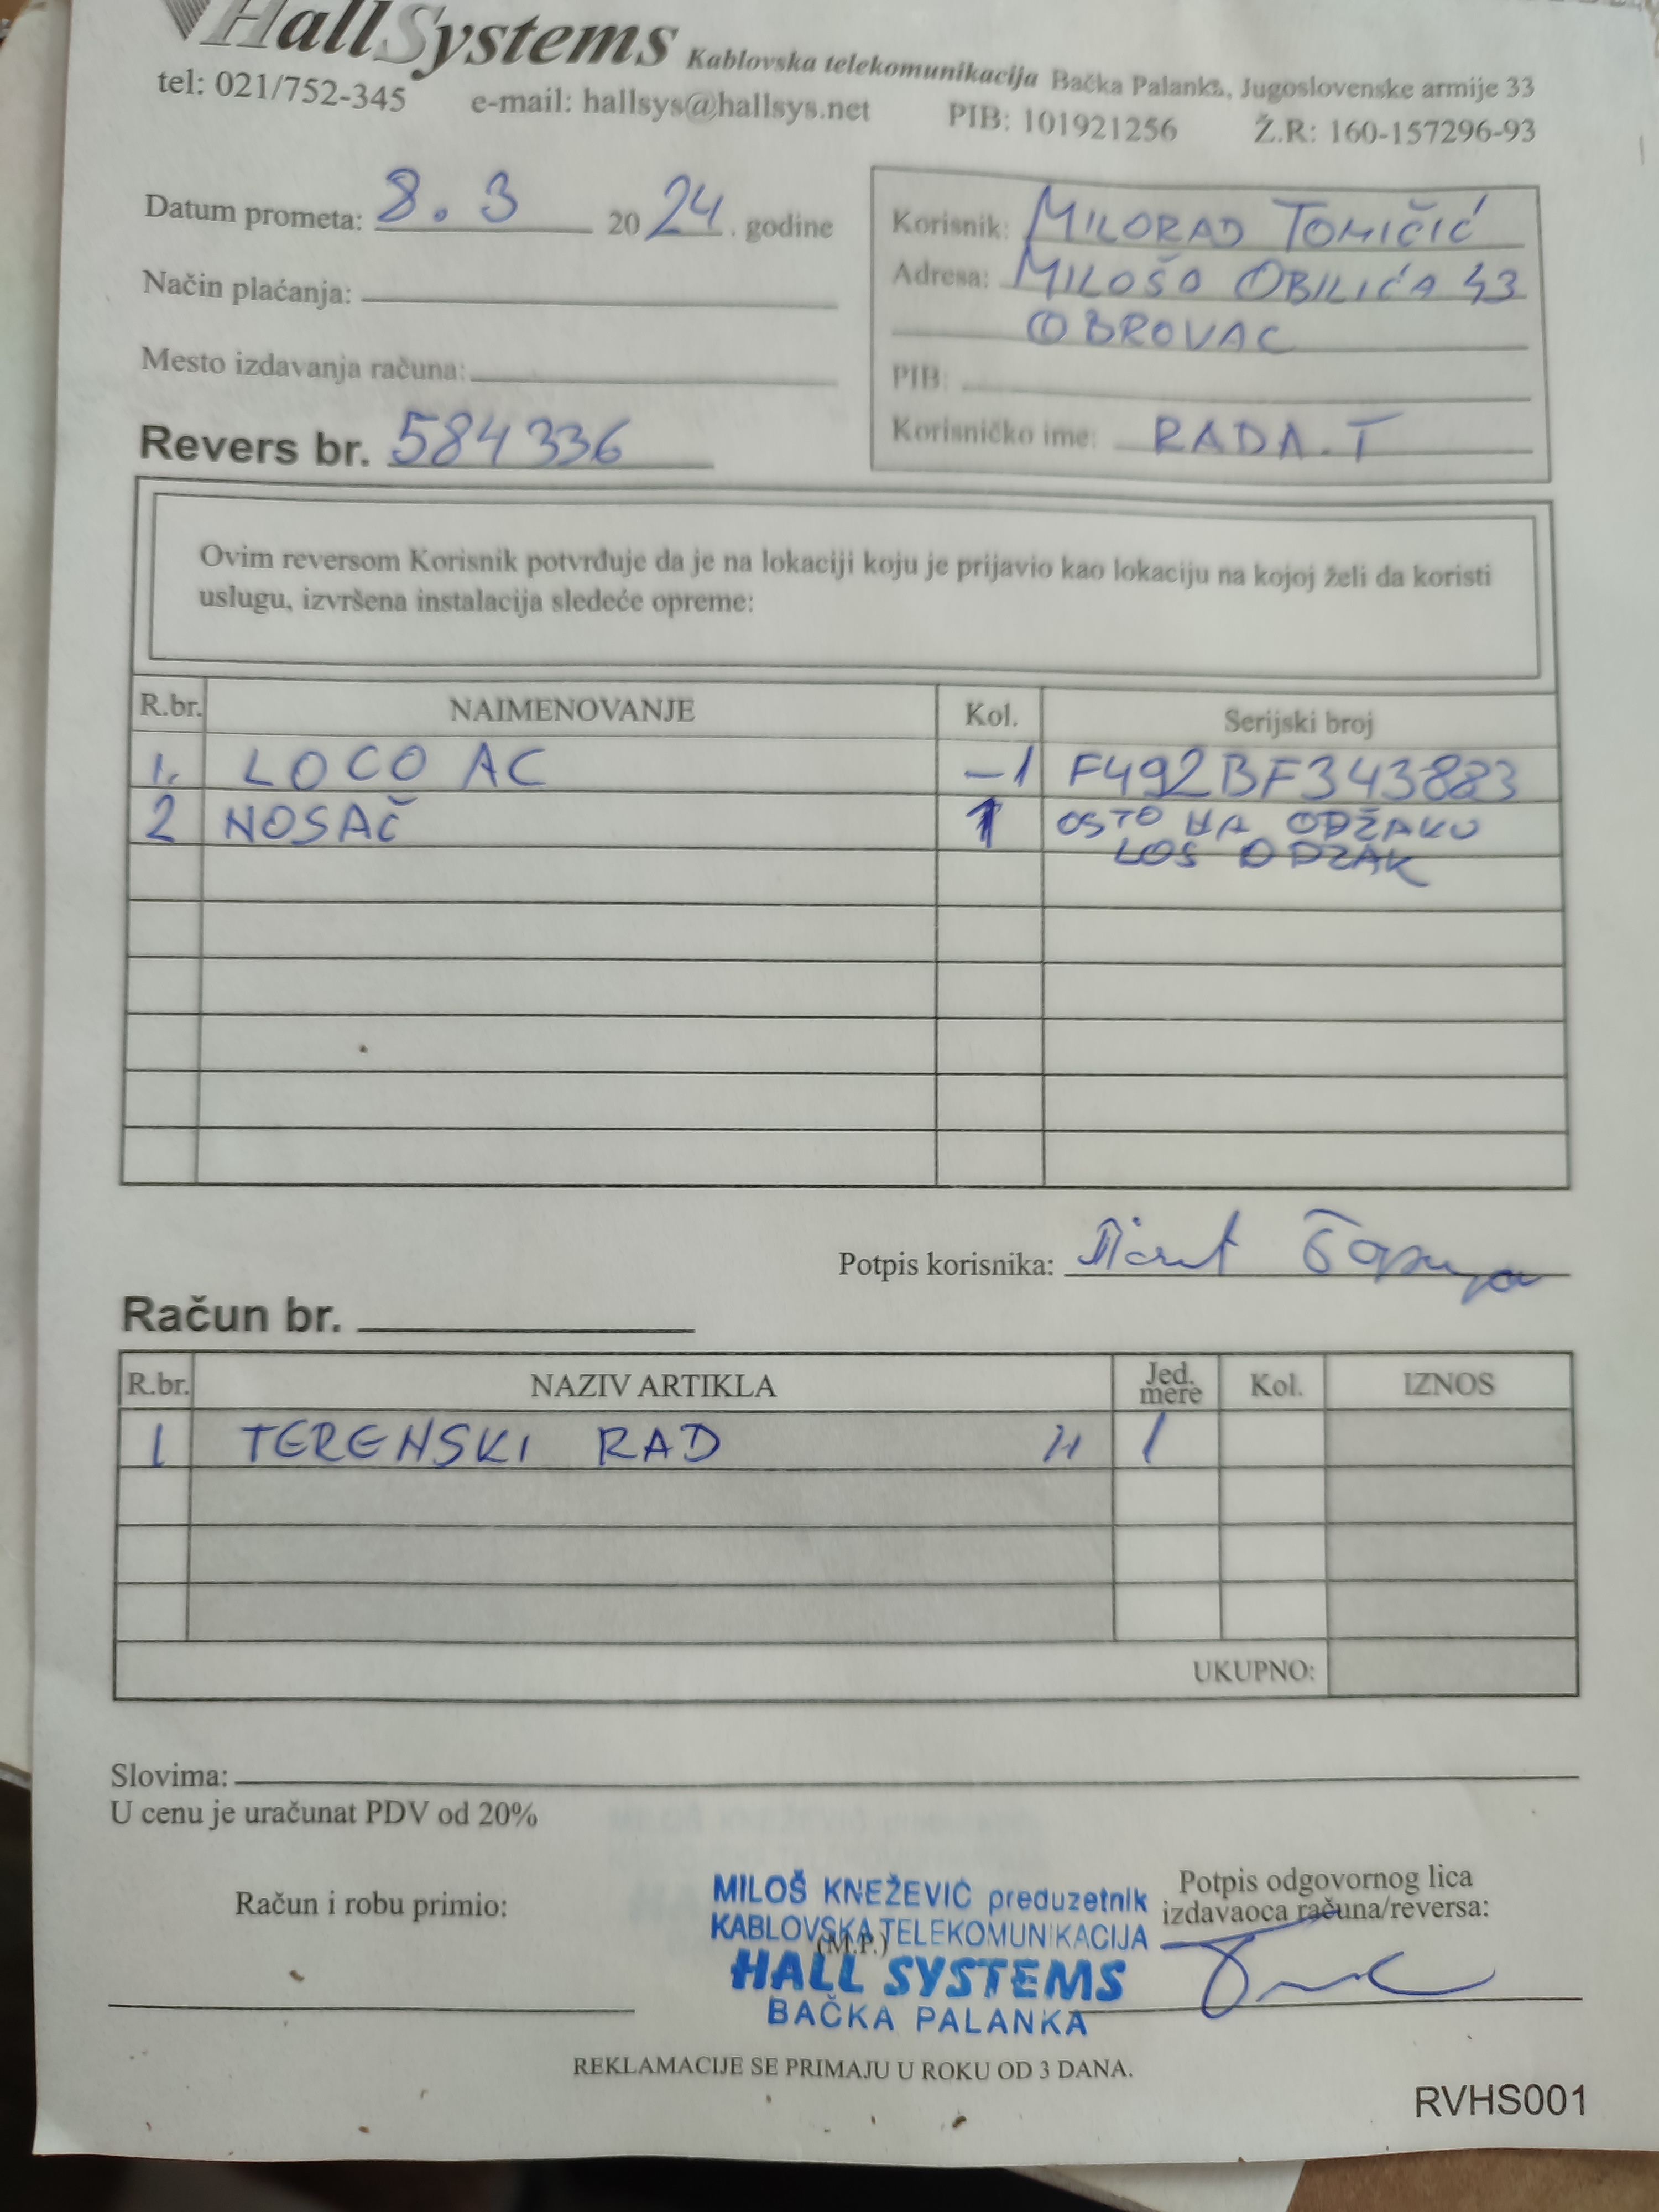 HallSystems Kablovska telekomunikacija Bačka Palanka, Jugoslovenske armije 33
tel: 021/752-345 e-mail: hallsys@hallsys.net PIB: 101921256 Ž.R: 160-157296-93
Datum prometa: 8. 3 2024. godine
Način plaćanja:
Mesto izdavanja računa:
Revers br. 584336
Korisnik: MILORAD TOMIČIĆ
Adresa: MILOŠA OBILIĆA 43
OBROVAC
PIB:
Korisničko ime: RADA.T
Ovim reversom Korisnik potvrđuje da je na lokaciji koju je prijavio kao lokaciju na kojoj želi da koristi
uslugu, izvršena instalacija sledeće opreme:
R.br. NAIMENOVANJE Kol. Serijski broj
1. LOCO AC -1 F492BF343883
2 NOSAČ 1 OSTO NA ODŽAKU
LOŠ ODZAK
Potpis korisnika:
Račun br.
R.br. NAZIV ARTIKLA Jed. mere Kol. IZNOS
1 TERENSKI RAD H 1
UKUPNO:
Slovima:
U cenu je uračunat PDV od 20%
Račun i robu primio:
MILOŠ KNEŽEVIĆ preduzetnik
KABLOVSKA TELEKOMUNIKACIJA
(M.P.)
HALL SYSTEMS
BAČKA PALANKA
Potpis odgovornog lica
izdavaoca računa/reversa:
REKLAMACIJE SE PRIMAJU U ROKU OD 3 DANA.
RVHS001